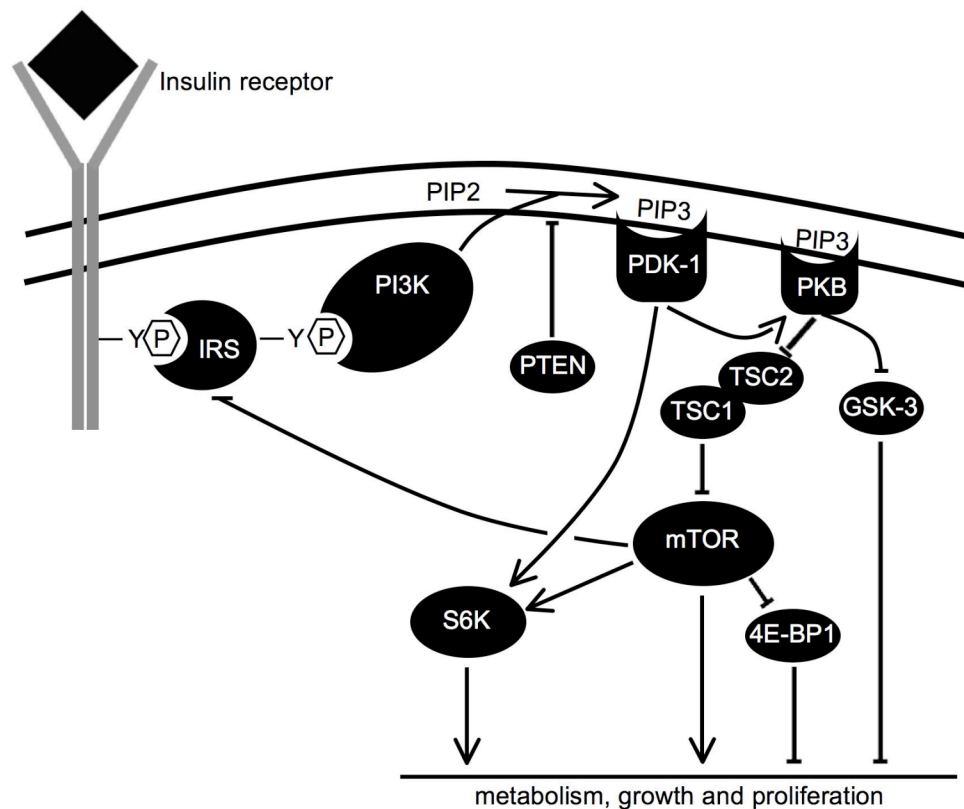 Insulin receptor
PIP2
PIP3
PIP3
PDK-1
PKB
PI3K
Y P
IRS
Y P
PTEN
TSC2
TSC1
GSK-3
mTOR
S6K
4E-BP1
metabolism, growth and proliferation